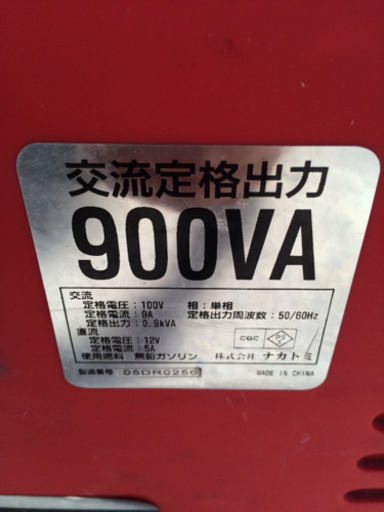 交流定格出力
900VA
交流
定格電圧：100V 相：単相
定格電流：9A 定格出力周波数：50/60Hz
定格出力：0.9kVA
直流
定格電圧：12V
定格電流：5A
CQC
使用燃料 無鉛ガソリン 株式会社 ナカトミ
製造番号 05DR0256 MADE IN CHINA